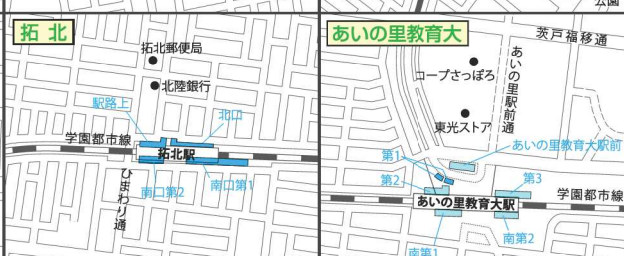 拓北
拓北郵便局
北陸銀行
駅路上
北口
学園都市線
拓北駅
南口第2
南口第1
ひまわり通
公園
あいの里教育大
茨戸福移通
コープさっぽろ
あいの里駅前通
東光ストア
あいの里教育大駅前
第1
第2
第3
学園都市線
あいの里教育大駅
南第1
南第2